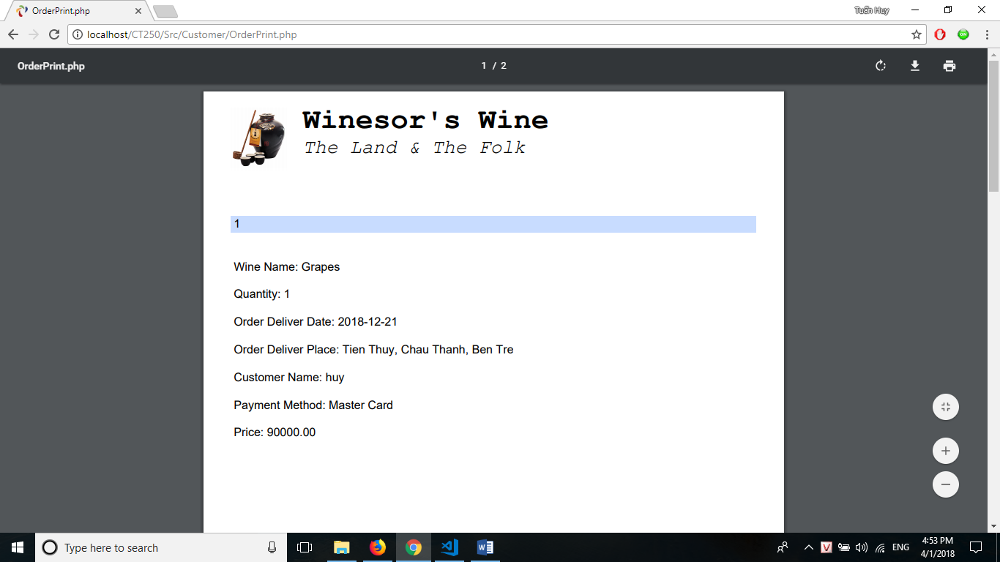 OrderPrint.php
Tuấn Huy
localhost/CT250/Src/Customer/OrderPrint.php
ON
OrderPrint.php
1 / 2
Winesor's Wine
The Land & The Folk
1
Wine Name: Grapes
Quantity: 1
Order Deliver Date: 2018-12-21
Order Deliver Place: Tien Thuy, Chau Thanh, Ben Tre
Customer Name: huy
Payment Method: Master Card
Price: 90000.00
Type here to search
V
ENG
4:53 PM
4/1/2018